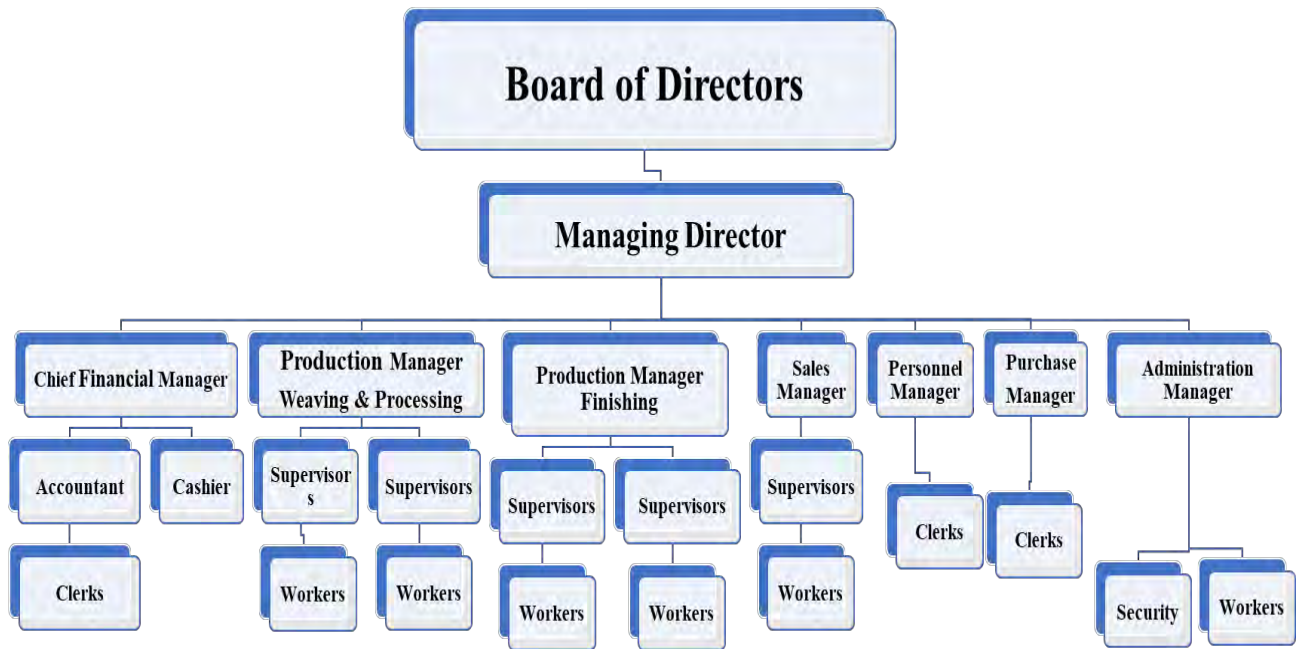 Board of Directors
Managing Director
Chief Financial Manager
Production Manager
Weaving & Processing
Production Manager
Finishing
Sales
Manager
Personnel
Manager
Purchase
Manager
Administration
Manager
Accountant
Cashier
Supervisor
s
Supervisors
Supervisors
Supervisors
Supervisors
Clerks
Clerks
Clerks
Workers
Workers
Workers
Workers
Workers
Security
Workers